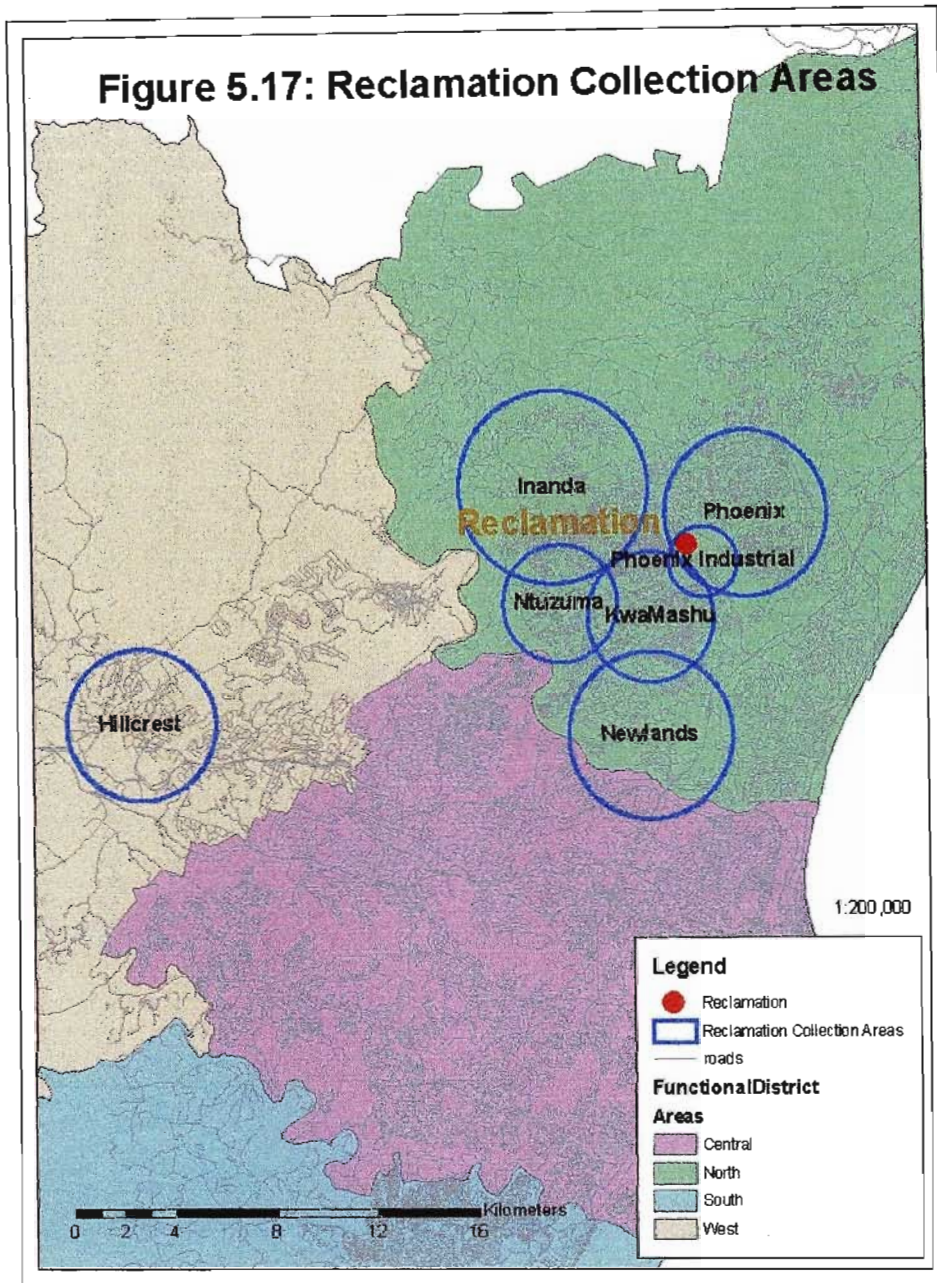 Figure 5.17: Reclamation Collection Areas
Inanda
Phoenix
Reclamation
Phoenix Industrial
Ntuzuma
KwaMashu
Hillcrest
Newlands
1:200,000
Legend
Reclamation
Reclamation Collection Areas
roads
FunctionalDistrict
Areas
Central
North
South
West
Kilometers
0 2 4 8 12 16